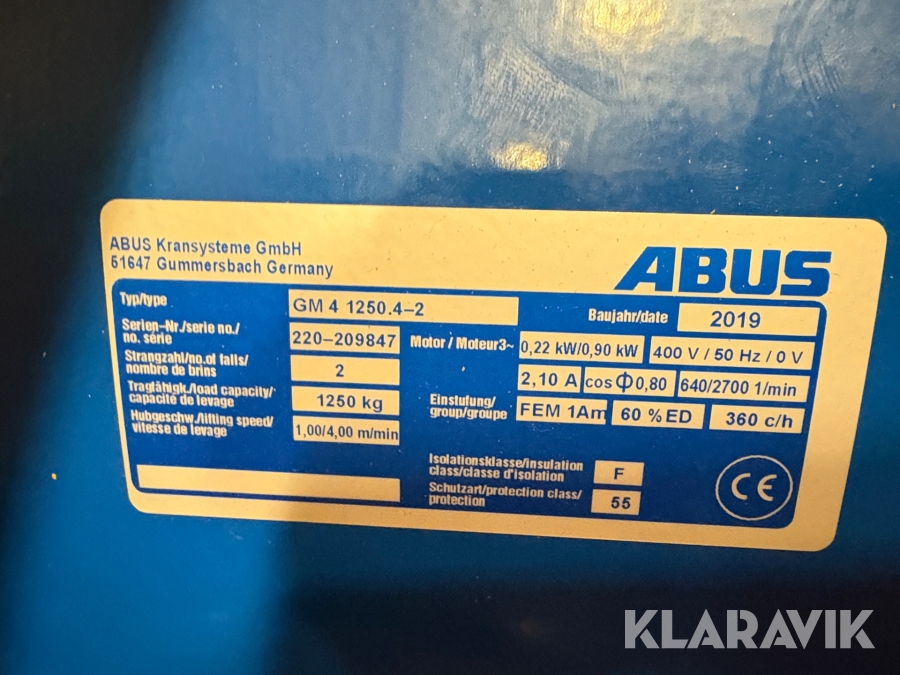 ABUS Kransysteme GmbH
51647 Gummersbach Germany
ABUS
Typ/type
GM 4 1250.4-2
Baujahr/date
2019
Serien-Nr./serie no./
no. série
220-209847
Motor / Moteur3~
0,22 kW/0,90 kW
400 V / 50 Hz / 0 V
Strangzahl/no.of falls/
nombre de brins
2
2,10 A
cos Φ 0,80
640/2700 1/min
Tragfähigk./load capacity/
capacité de levage
1250 kg
Einstufung/
group/groupe
FEM 1Am
60 % ED
360 c/h
Hubgeschw./lifting speed/
vitesse de levage
1,00/4,00 m/min
Isolationsklasse/insulation
class/classe d'isolation
F
Schutzart/protection class/
protection
55
CE
KLARAVIK